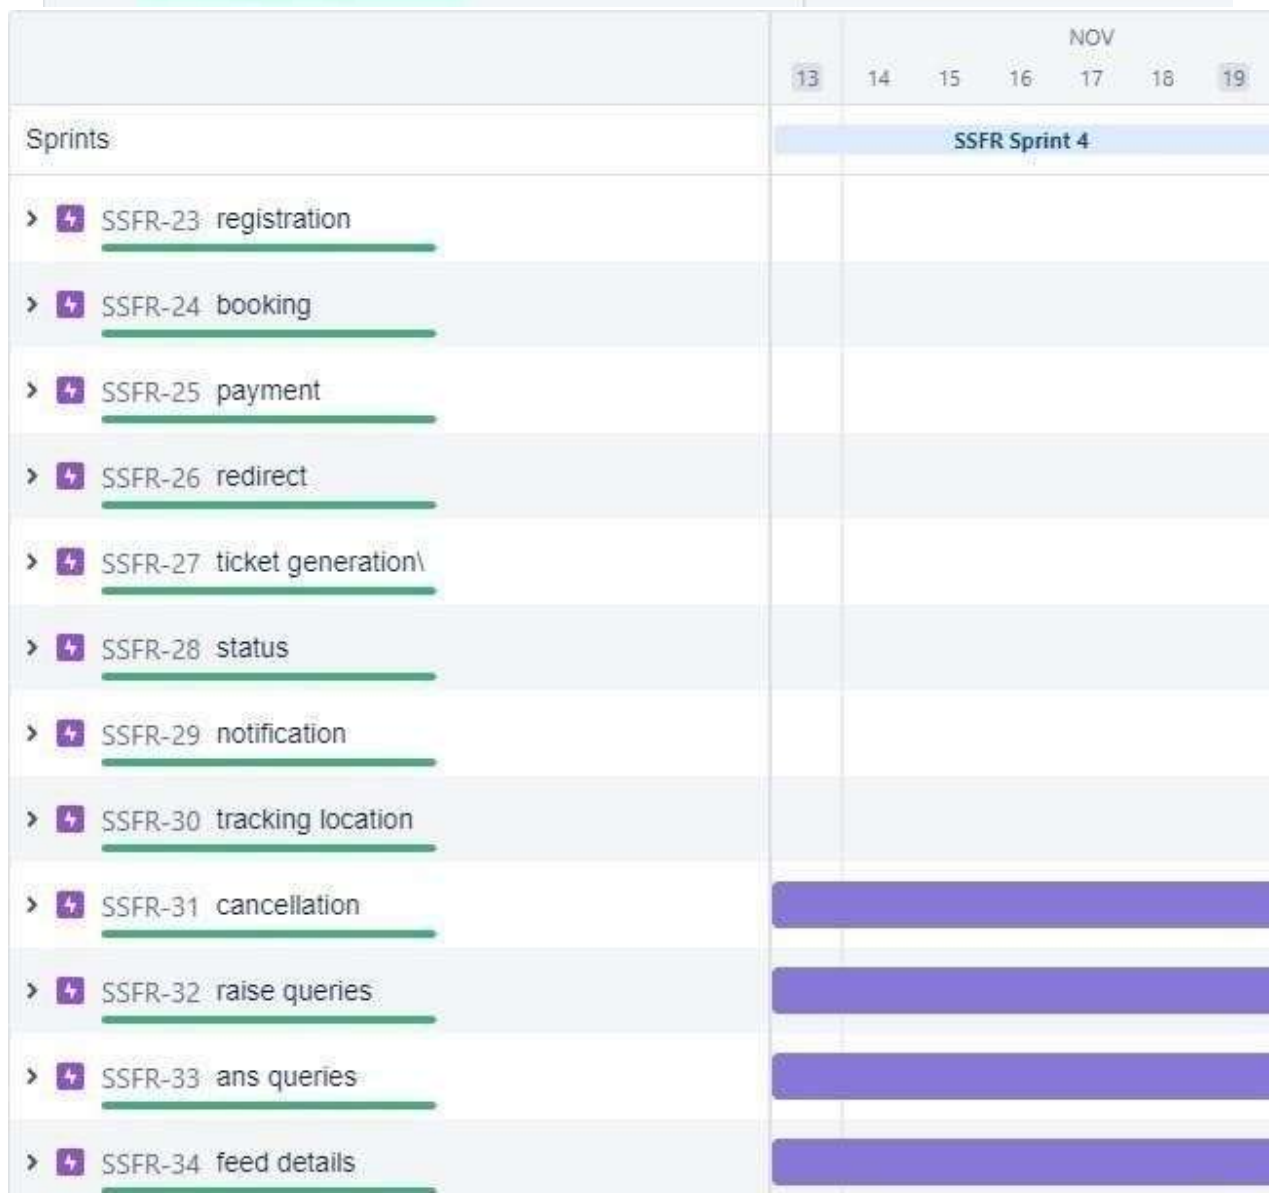 NOV
13 14 15 16 17 18 19
Sprints SSFR Sprint 4
SSFR-23 registration
SSFR-24 booking
SSFR-25 payment
SSFR-26 redirect
SSFR-27 ticket generation\
SSFR-28 status
SSFR-29 notification
SSFR-30 tracking location
SSFR-31 cancellation
SSFR-32 raise queries
SSFR-33 ans queries
SSFR-34 feed details